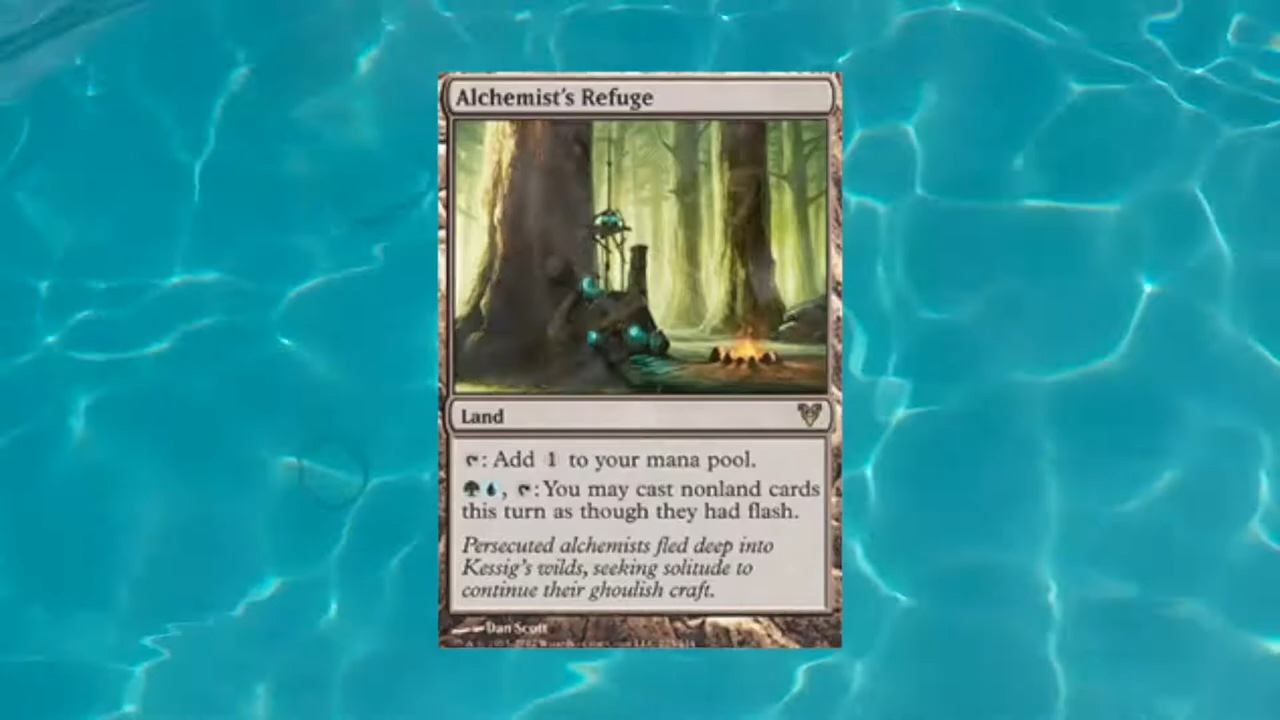 Alchemist's Refuge
Land
: Add 1 to your mana pool.
, : You may cast nonland cards
this turn as though they had flash.
Persecuted alchemists fled deep into
Kessig's wilds, seeking solitude to
continue their ghoulish craft.
Dan Scott